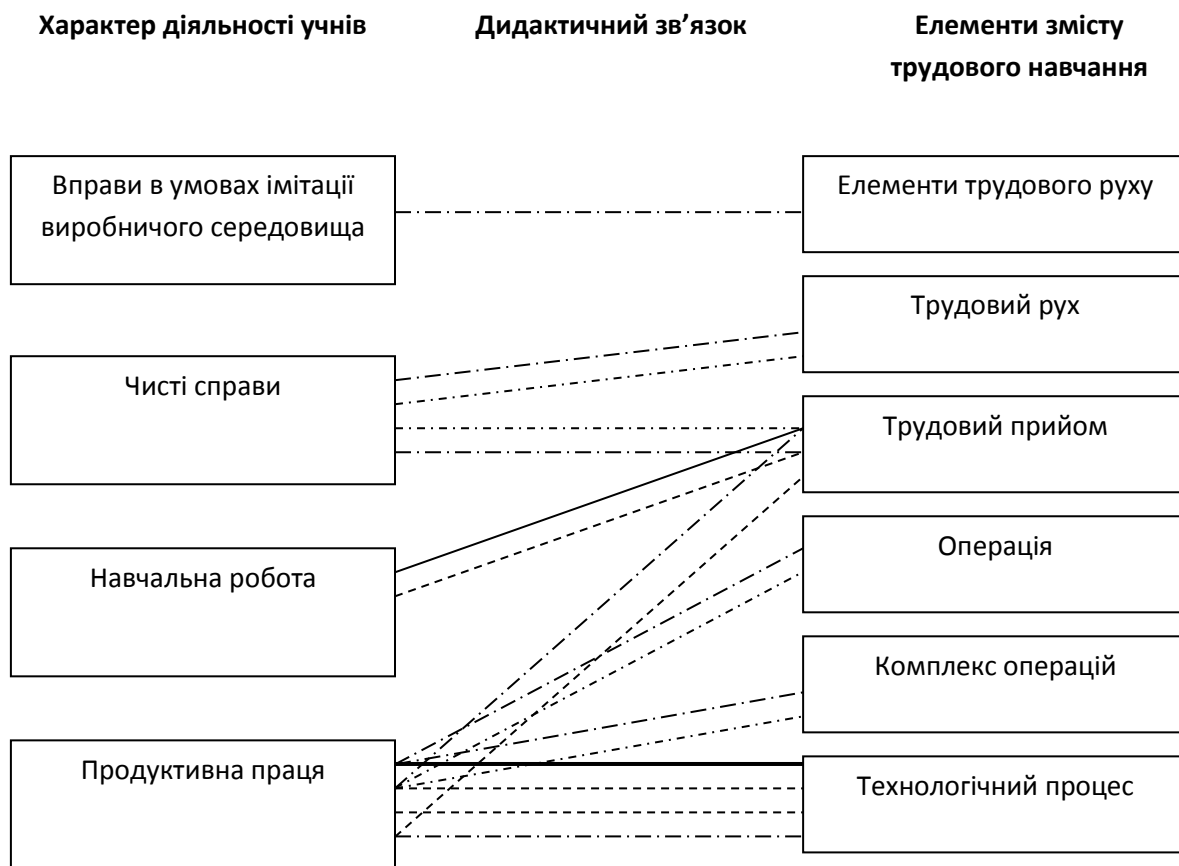 Характер діяльності учнів
Дидактичний зв’язок
Елементи змісту
трудового навчання
Вправи в умовах імітації
виробничого середовища
Елементи трудового руху
Трудовий рух
Чисті справи
Трудовий прийом
Навчальна робота
Операція
Комплекс операцій
Продуктивна праця
Технологічний процес